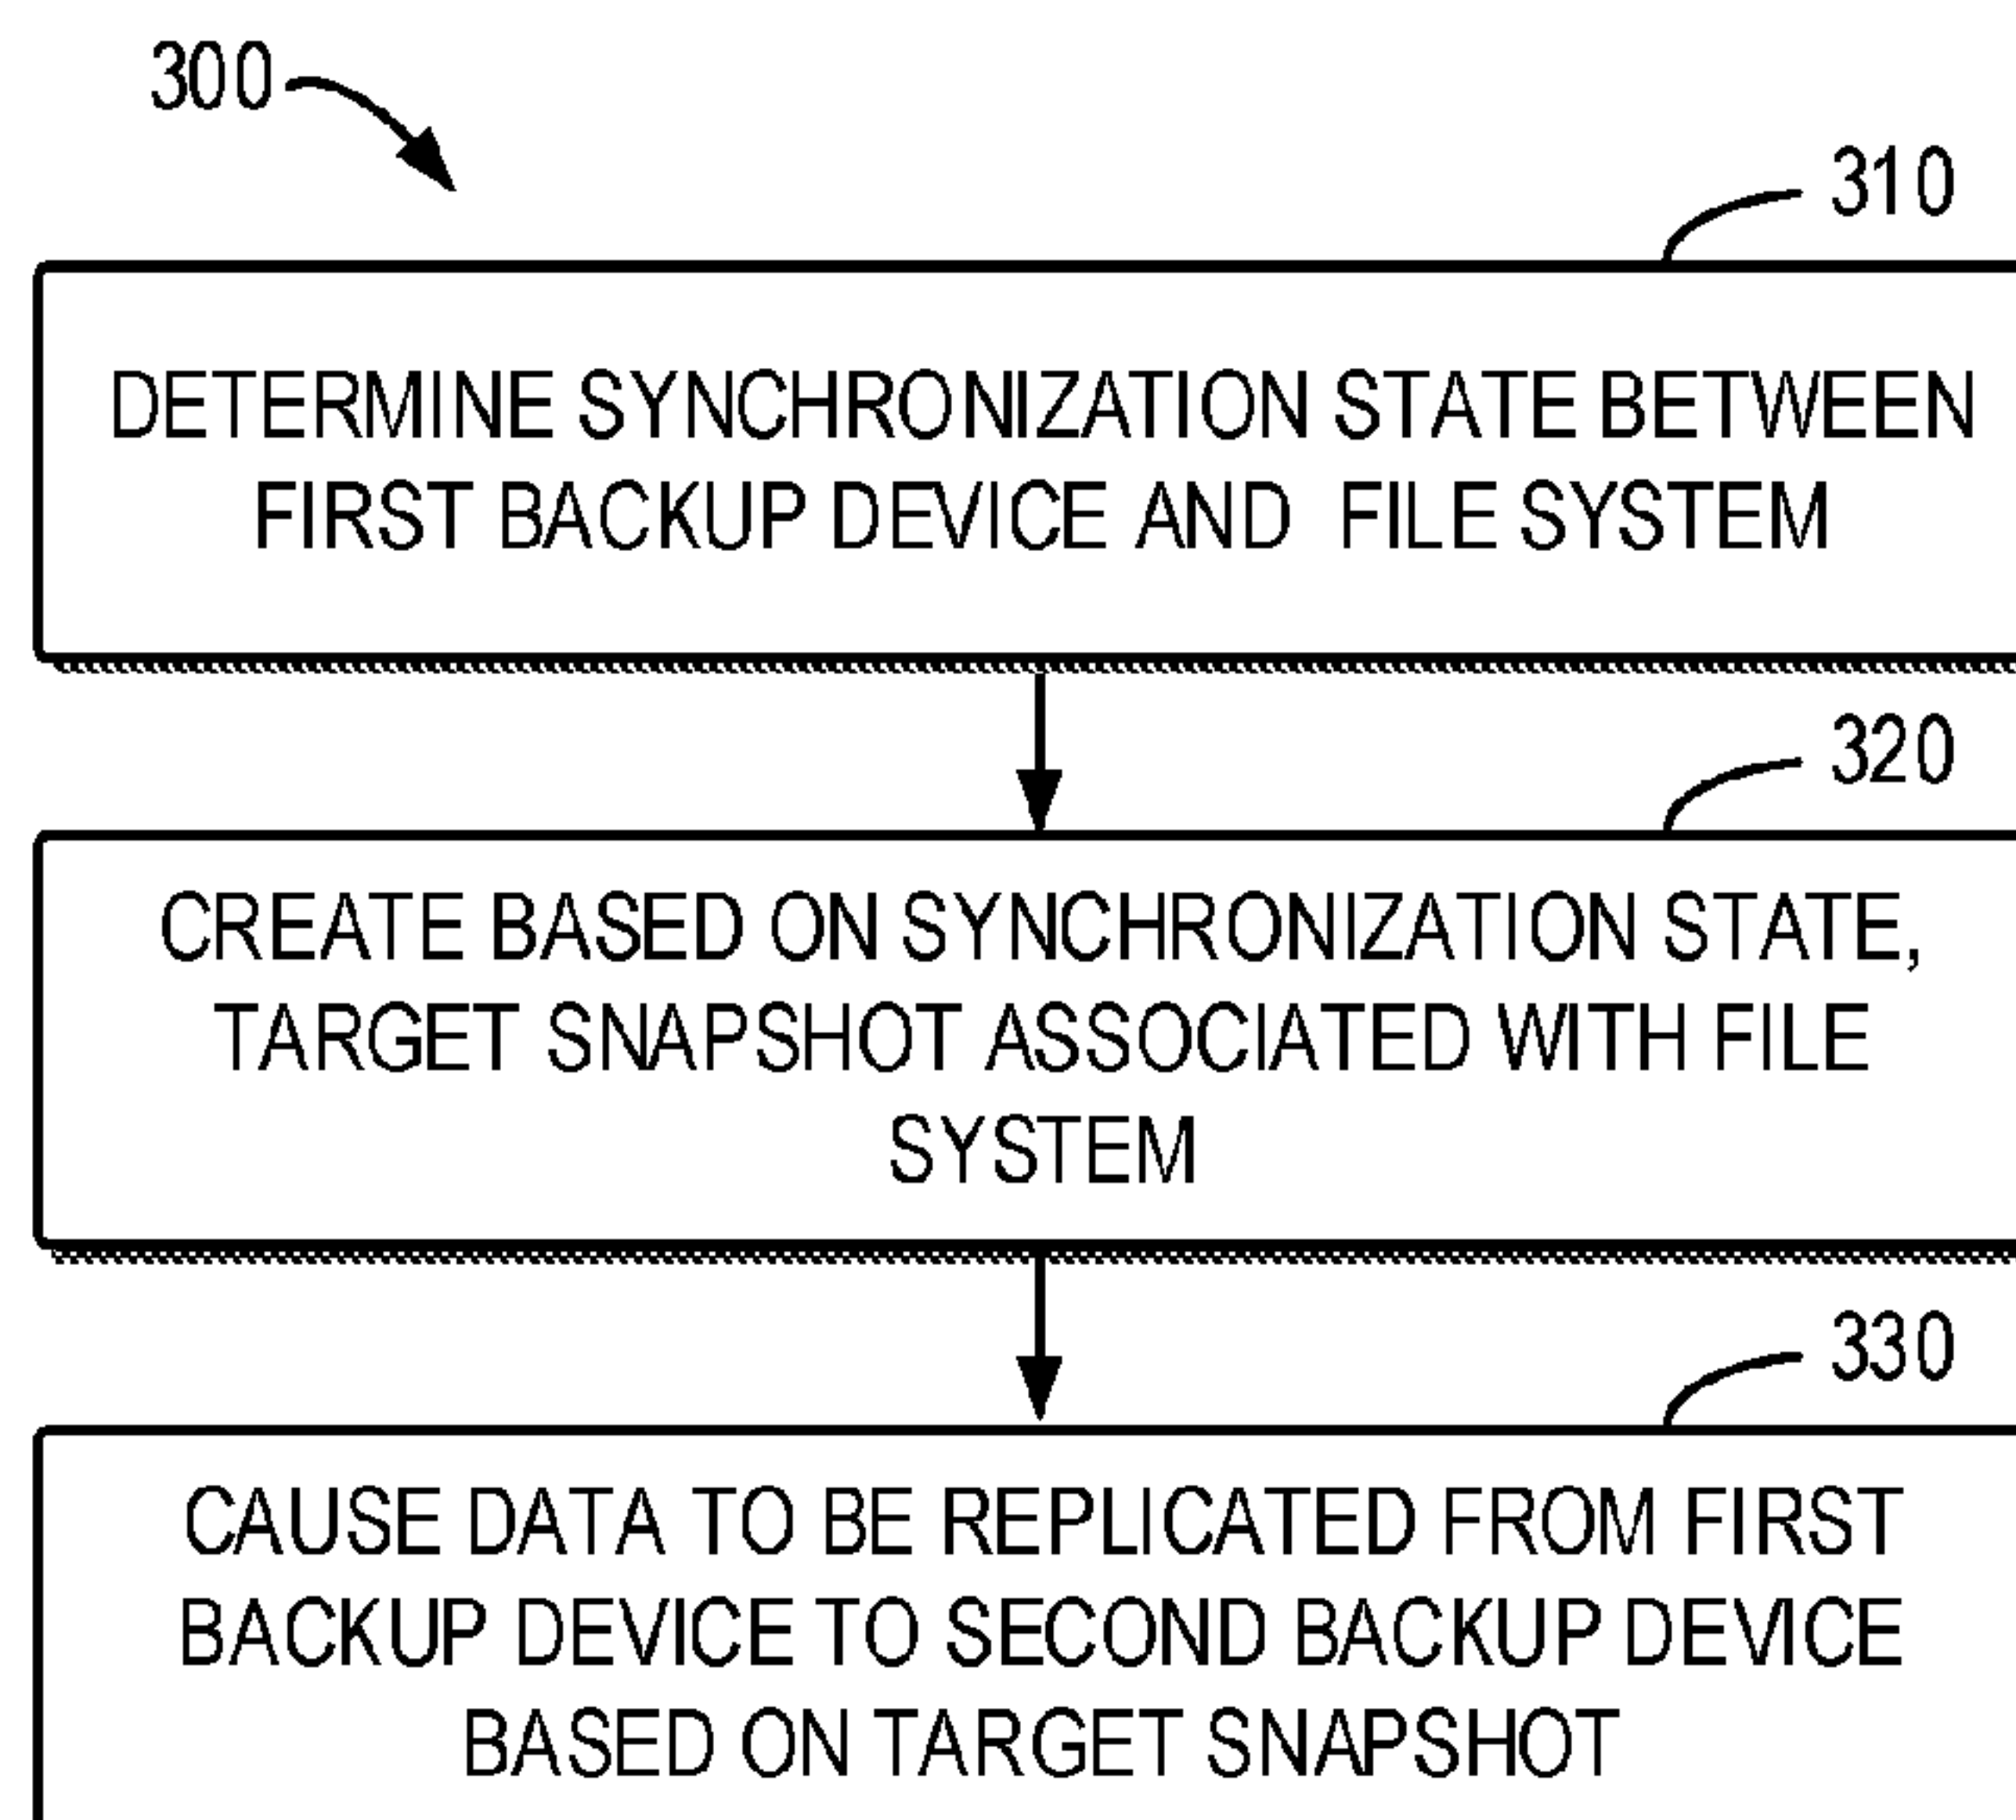 300
310
DETERMINE SYNCHRONIZATION STATE BETWEEN
FIRST BACKUP DEVICE AND FILE SYSTEM
320
CREATE BASED ON SYNCHRONIZATION STATE,
TARGET SNAPSHOT ASSOCIATED WITH FILE
SYSTEM
330
CAUSE DATA TO BE REPLICATED FROM FIRST
BACKUP DEVICE TO SECOND BACKUP DEVICE
BASED ON TARGET SNAPSHOT